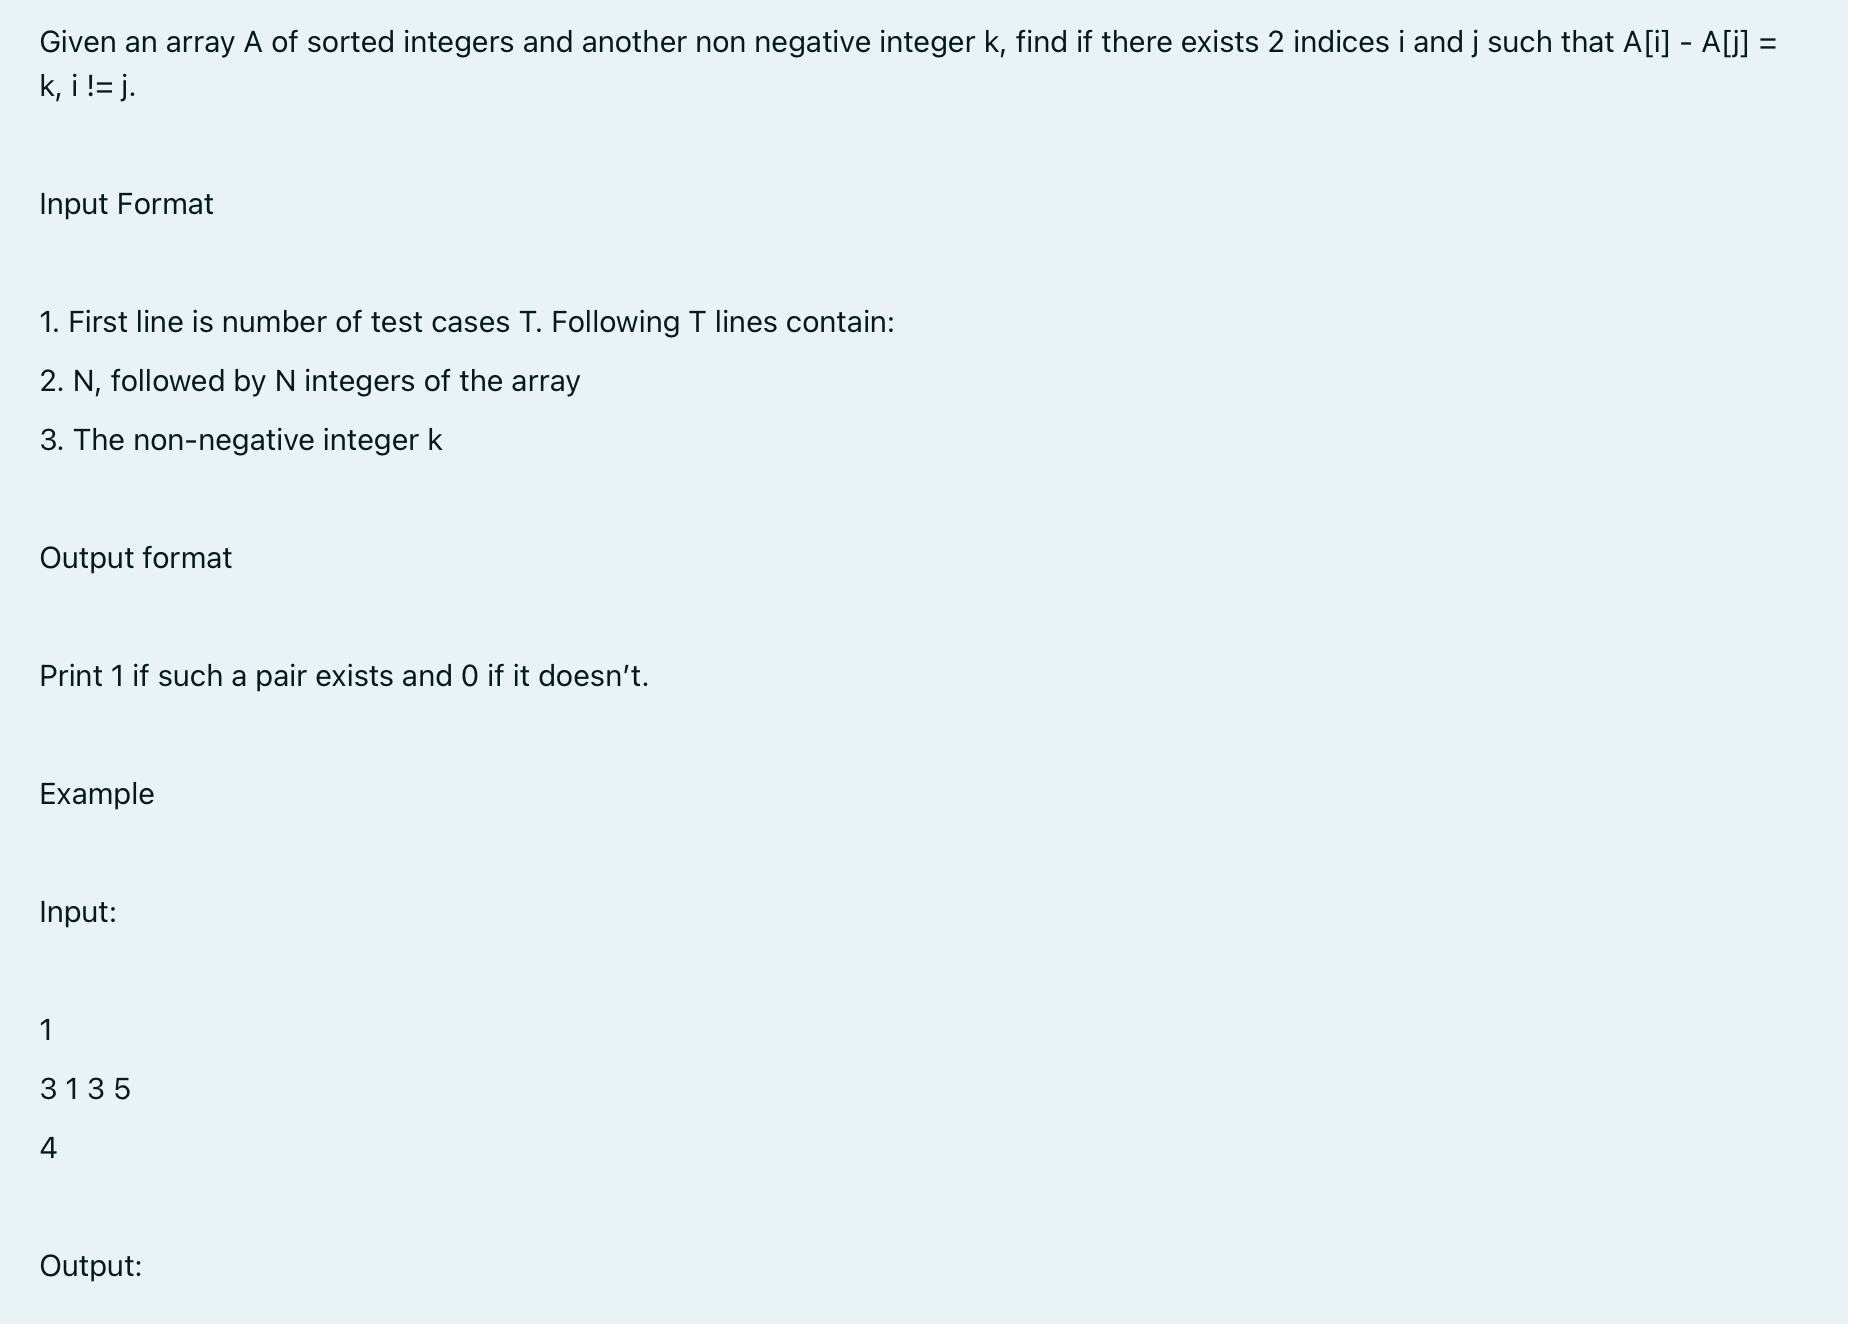 Given an array A of sorted integers and another non negative integer k, find if there exists 2 indices i and j such that A[i] - A[j] =
k, i != j.
Input Format
1. First line is number of test cases T. Following T lines contain:
2. N, followed by N integers of the array
3. The non-negative integer k
Output format
Print 1 if such a pair exists and 0 if it doesn’t.
Example
Input:
1
3 1 3 5
4
Output: